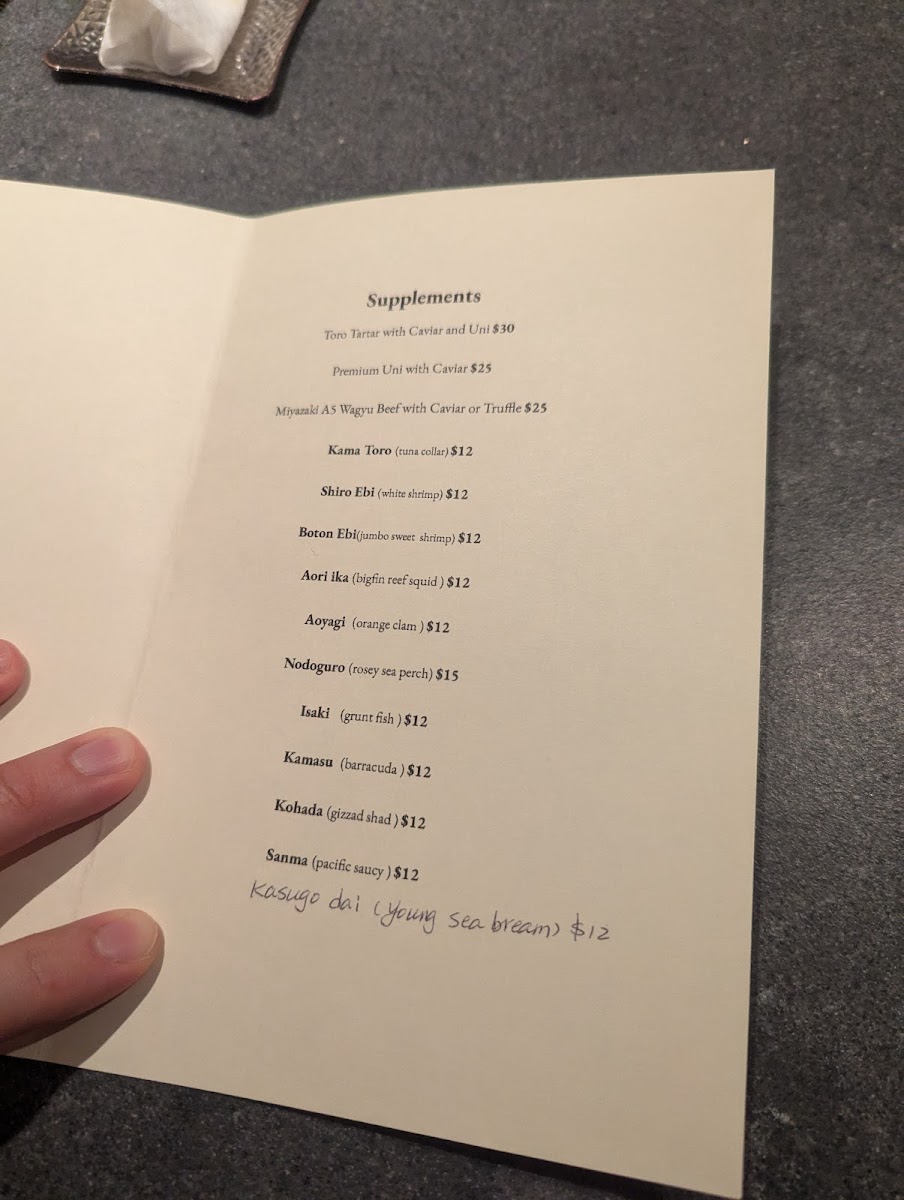 Supplements
Toro Tartar with Caviar and Uni $30
Premium Uni with Caviar $25
Miyazaki A5 Wagyu Beef with Caviar or Truffle $25
Kama Toro (tuna collar) $12
Shiro Ebi (white shrimp) $12
Boton Ebi(jumbo sweet shrimp) $12
Aori ika (bigfin reef squid ) $12
Aoyagi (orange clam ) $12
Nodoguro (rosey sea perch) $15
Isaki (grunt fish ) $12
Kamasu (barracuda ) $12
Kohada (gizzad shad ) $12
Sanma (pacific saucy ) $12
Kasugo dai (young sea bream) $12